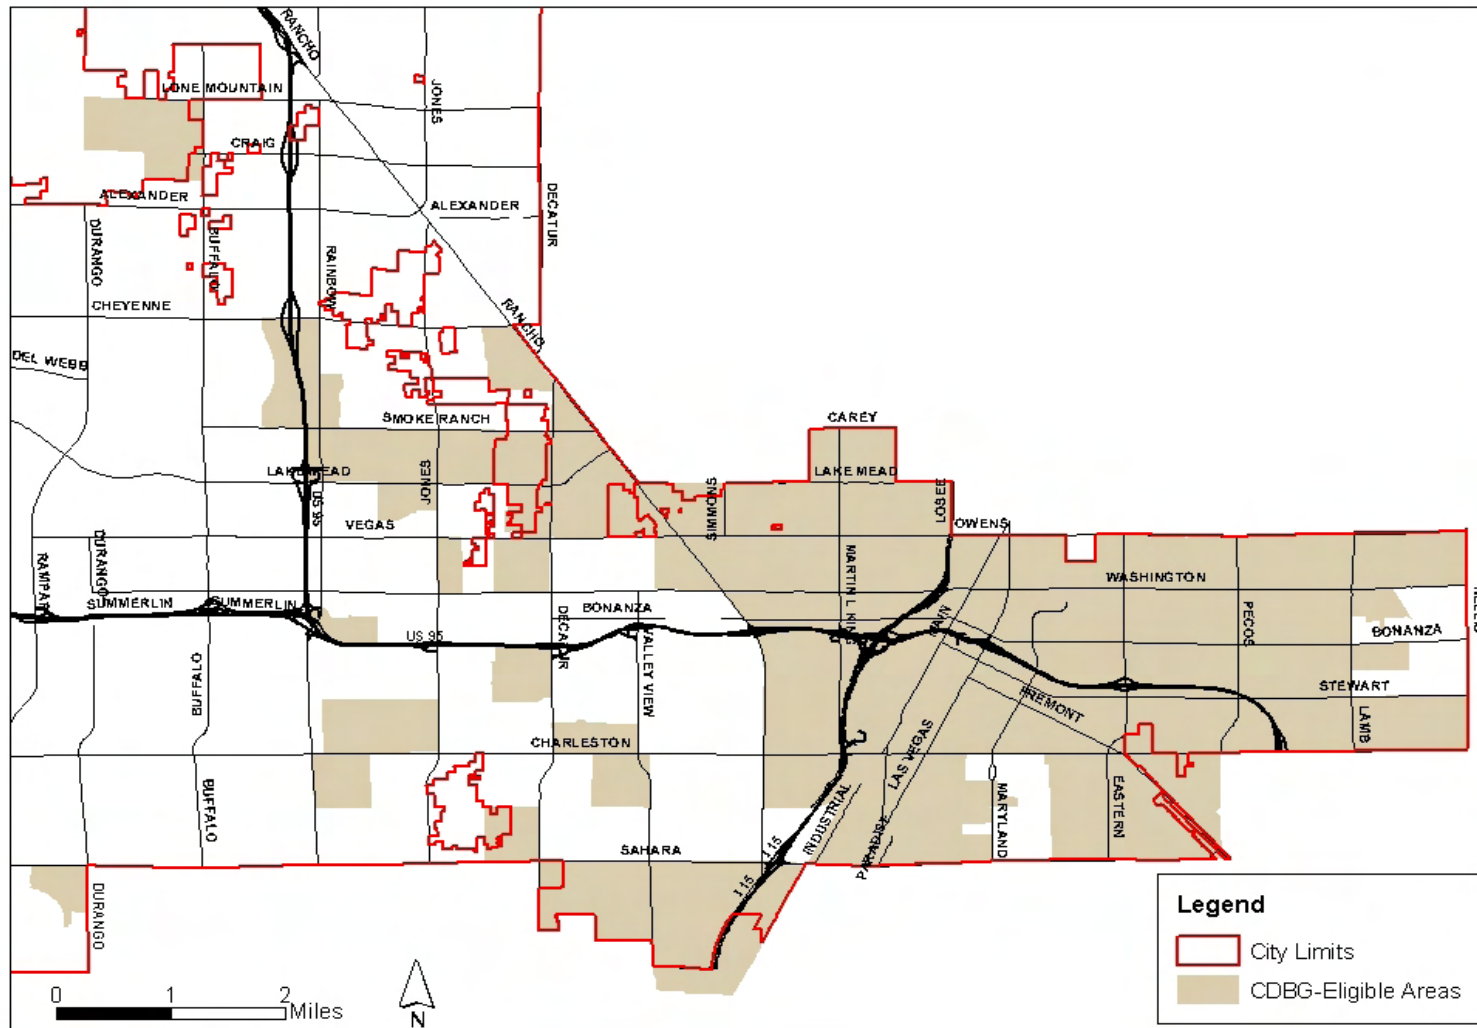 RANCHO
LONE MOUNTAIN
JONES
CRAIG
ALEXANDER
ALEXANDER
DECATUR
DURANGO
BUFFALO
RAINBOW
CHEYENNE
RANCHO
DEL WEBB
SMOKE RANCH
CAREY
LAKE MEAD
JONES
LAKE MEAD
SIMMONS
LOSEE
US 95
VEGAS
OWENS
DURANGO
RAMPART
MARTIN L KING
WASHINGTON
SUMMERLIN
SUMMERLIN
BONANZA
DECATUR
MAIN
PECOS
NELLIS
BONANZA
US 95
VALLEY VIEW
BUFFALO
STEWART
FREMONT
LAMB
CHARLESTON
LAS VEGAS
BUFFALO
INDUSTRIAL
MARYLAND
EASTERN
PARADISE
SAHARA
I 15
I 15
DURANGO
Legend
City Limits
CDBG-Eligible Areas
0 1 2
Miles
N